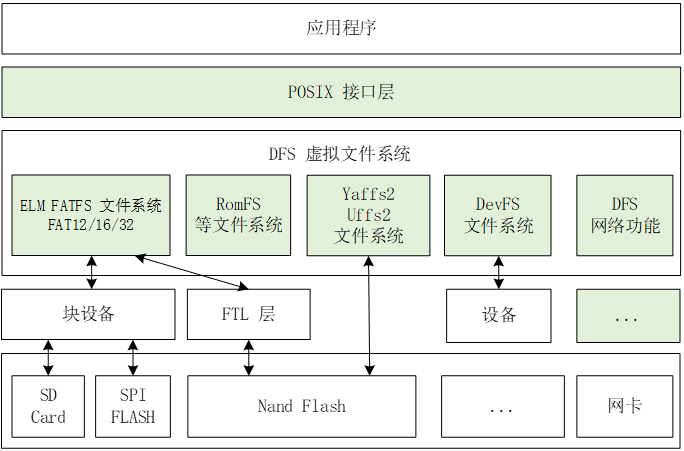 应用程序
POSIX 接口层
DFS 虚拟文件系统
ELM FATFS 文件系统
FAT12/16/32
RomFS
等文件系统
Yaffs2
Uffs2
文件系统
DevFS
文件系统
DFS
网络功能
块设备
FTL 层
设备
...
SD
Card
SPI
FLASH
Nand Flash
...
网卡